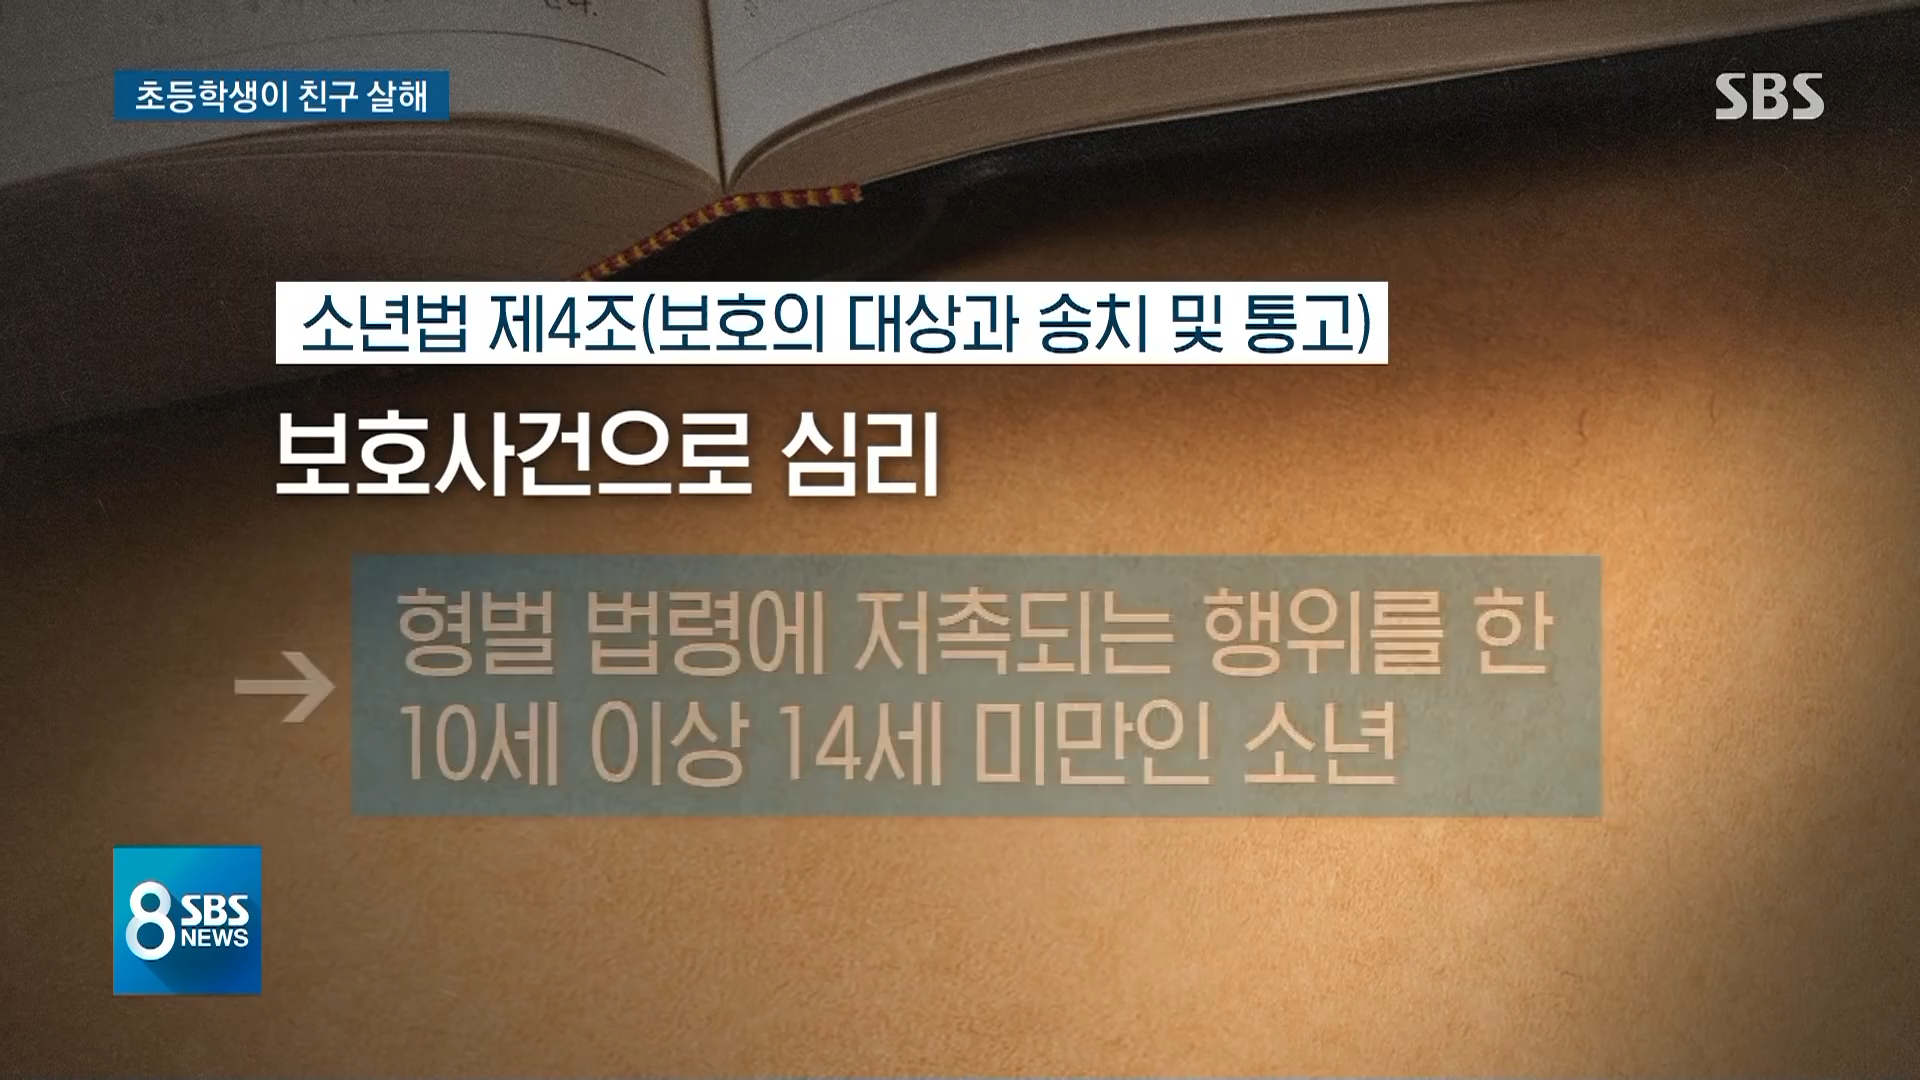 초등학생이 친구 살해
SBS
소년법 제4조(보호의 대상과 송치 및 통고)
보호사건으로 심리
→ 형벌 법령에 저촉되는 행위를 한
10세 이상 14세 미만인 소년
8 SBS
NEWS